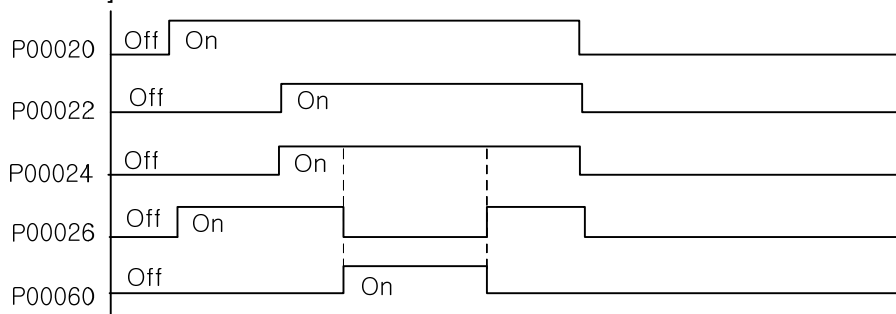 P00020 Off On
P00022 Off On
P00024 Off On
P00026 Off On
P00060 Off On